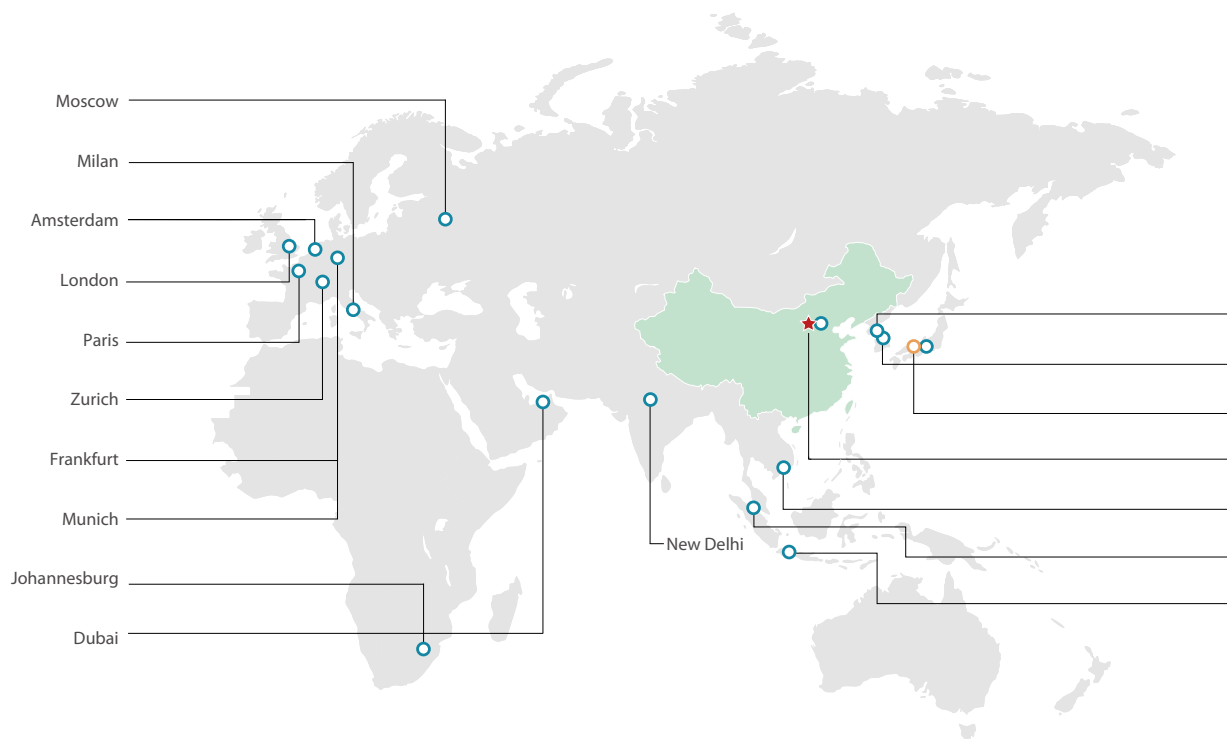 Moscow
Milan
Amsterdam
London
Paris
Zurich
Frankfurt
Munich
Johannesburg
Dubai
New Delhi